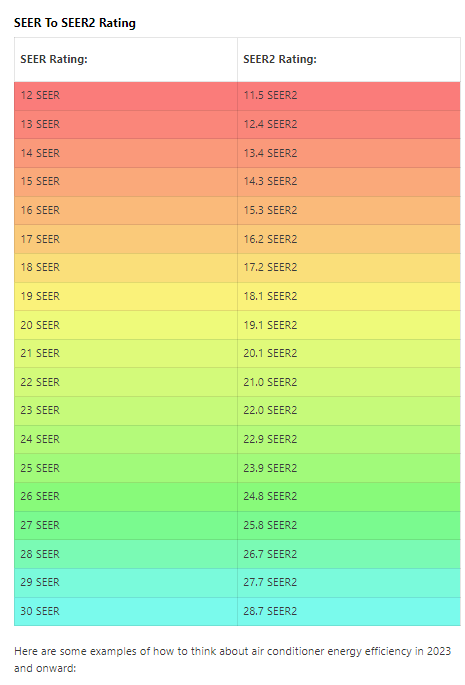 SEER To SEER2 Rating
SEER Rating: SEER2 Rating:
12 SEER 11.5 SEER2
13 SEER 12.4 SEER2
14 SEER 13.4 SEER2
15 SEER 14.3 SEER2
16 SEER 15.3 SEER2
17 SEER 16.2 SEER2
18 SEER 17.2 SEER2
19 SEER 18.1 SEER2
20 SEER 19.1 SEER2
21 SEER 20.1 SEER2
22 SEER 21.0 SEER2
23 SEER 22.0 SEER2
24 SEER 22.9 SEER2
25 SEER 23.9 SEER2
26 SEER 24.8 SEER2
27 SEER 25.8 SEER2
28 SEER 26.7 SEER2
29 SEER 27.7 SEER2
30 SEER 28.7 SEER2
Here are some examples of how to think about air conditioner energy efficiency in 2023
and onward: